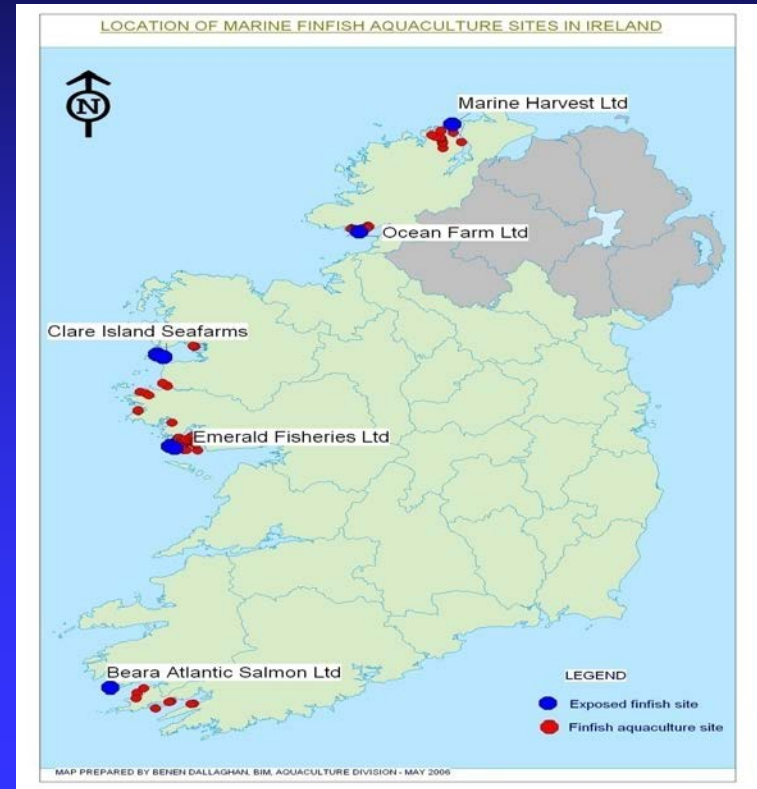 LOCATION OF MARINE FINFISH AQUACULTURE SITES IN IRELAND
N
Marine Harvest Ltd
Ocean Farm Ltd
Clare Island Seafarms
Emerald Fisheries Ltd
Beara Atlantic Salmon Ltd
LEGEND
Exposed finfish site
Finfish aquaculture site
MAP PREPARED BY BENEN DALLAGHAN, BIM, AQUACULTURE DIVISION - MAY 2006